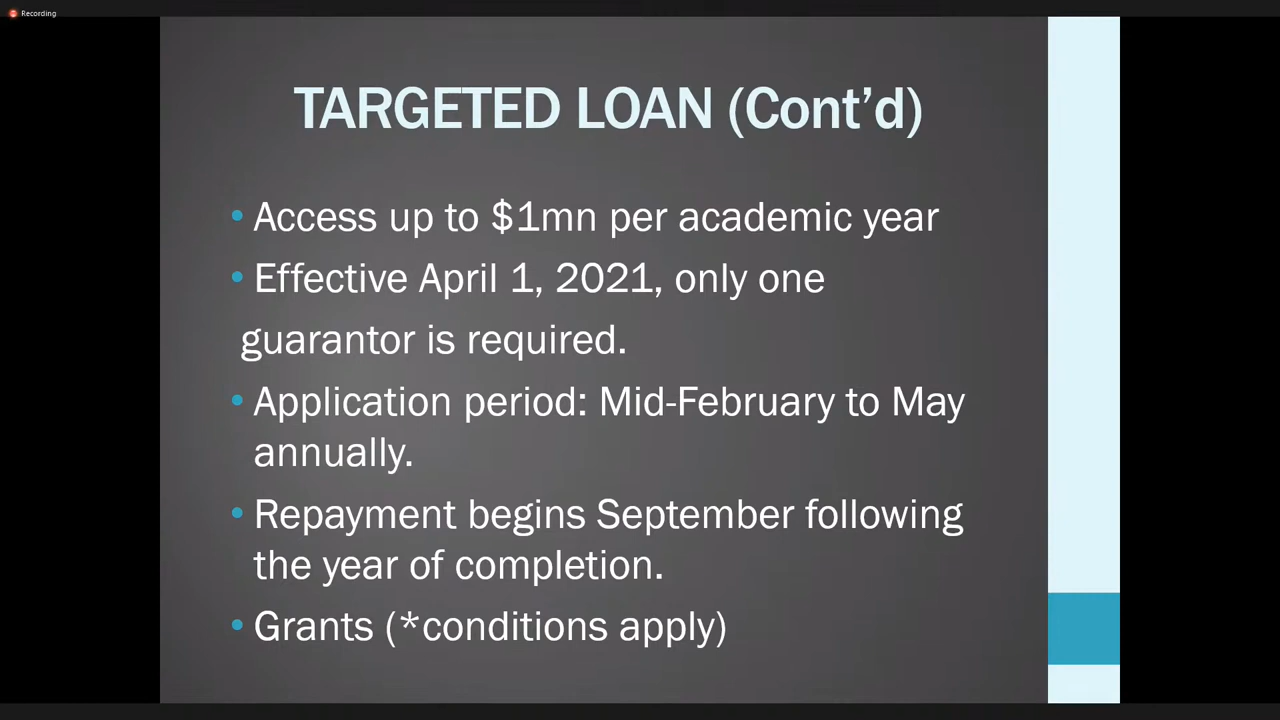 Recording
TARGETED LOAN (Cont’d)
• Access up to $1mn per academic year
• Effective April 1, 2021, only one
guarantor is required.
• Application period: Mid-February to May
annually.
• Repayment begins September following
the year of completion.
• Grants (*conditions apply)